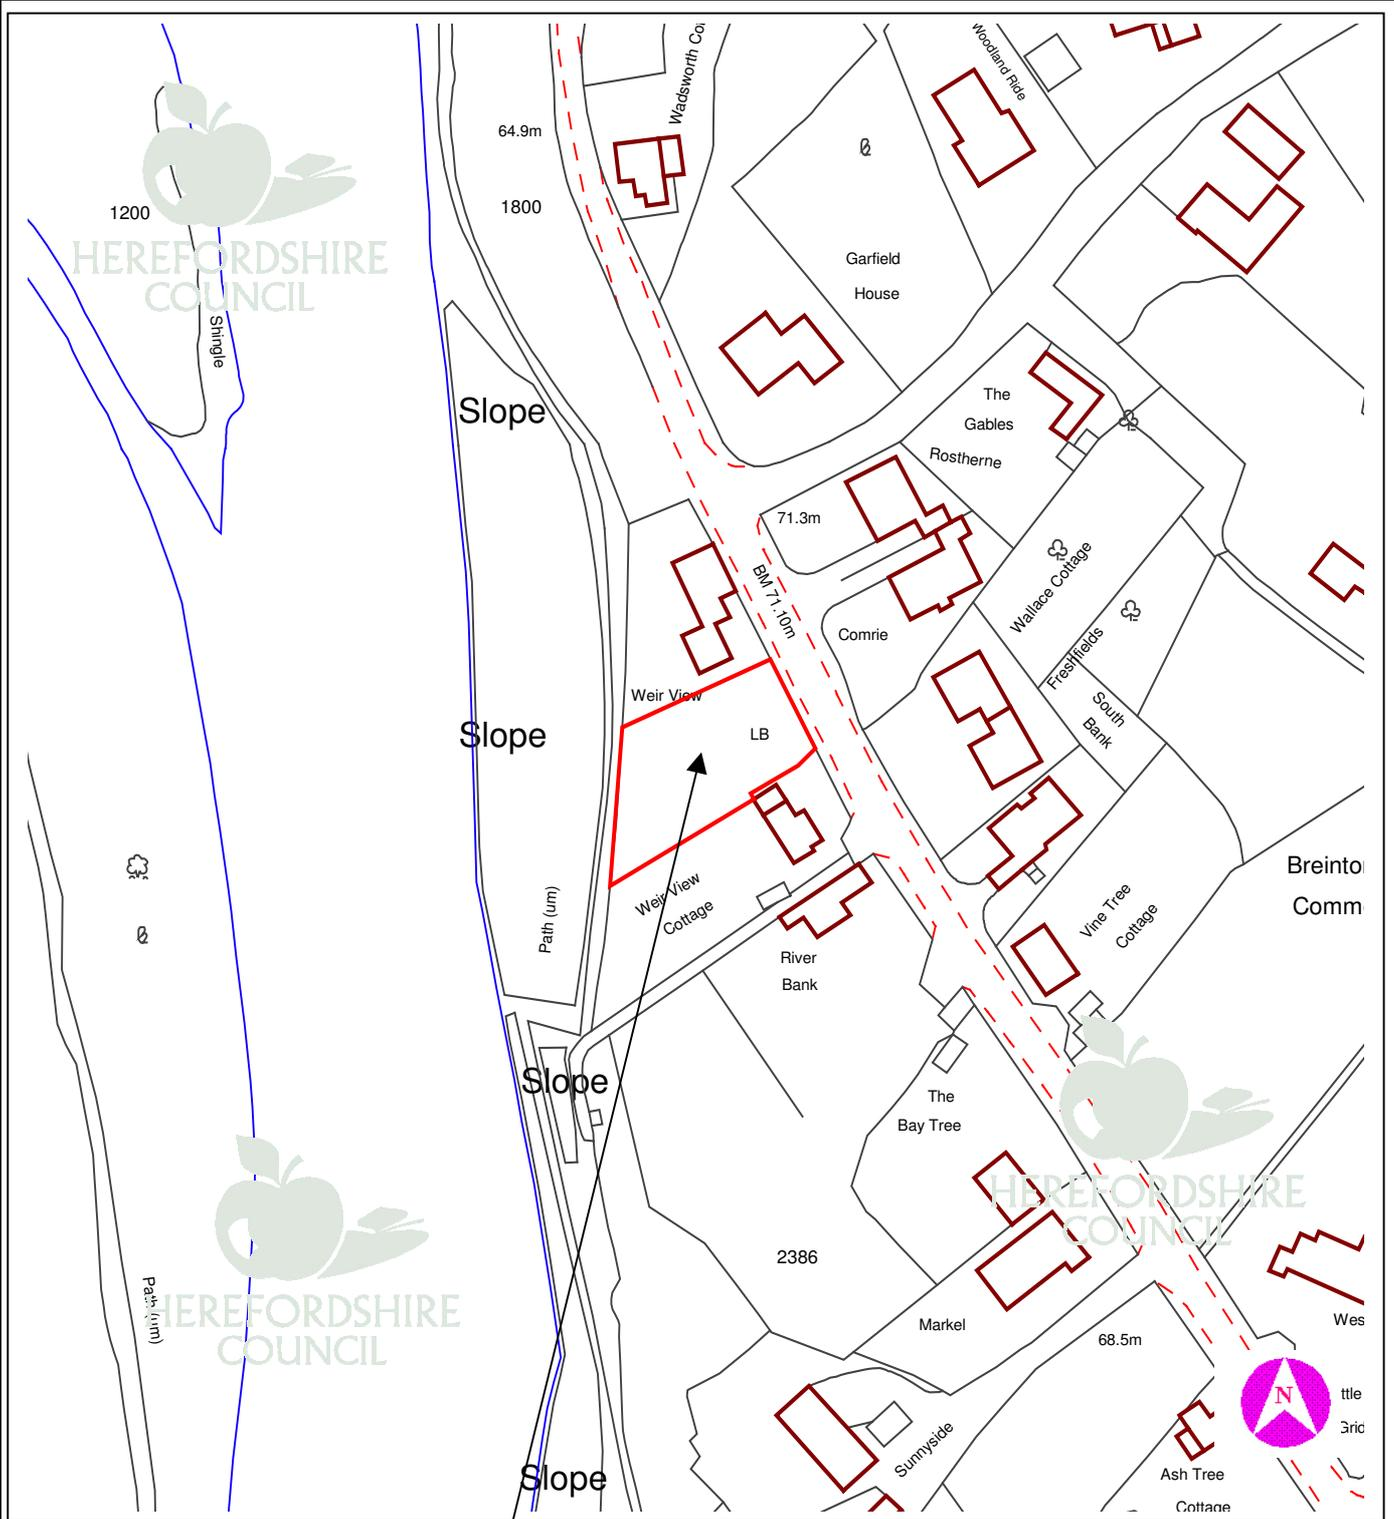 Wadsworth Co
Woodland Ride
64.9m
1800
1200
HEREFORDSHIRE
COUNCIL
Shingle
Garfield
House
Slope
The
Gables
Rostherne
71.3m
BM 71.10m
Comrie
Wallace Cottage
Freshfields
South
Bank
Weir View
LB
Slope
Breinto
Comm
Weir View
Cottage
Path (um)
Vine Tree
Cottage
River
Bank
Slope
The
Bay Tree
HEREFORDSHIRE
COUNCIL
2386
Path (um)
HEREFORDSHIRE
COUNCIL
Markel
68.5m
Wes
N
ttle
Grid
Sunnyside
Slope
Ash Tree
Cottage